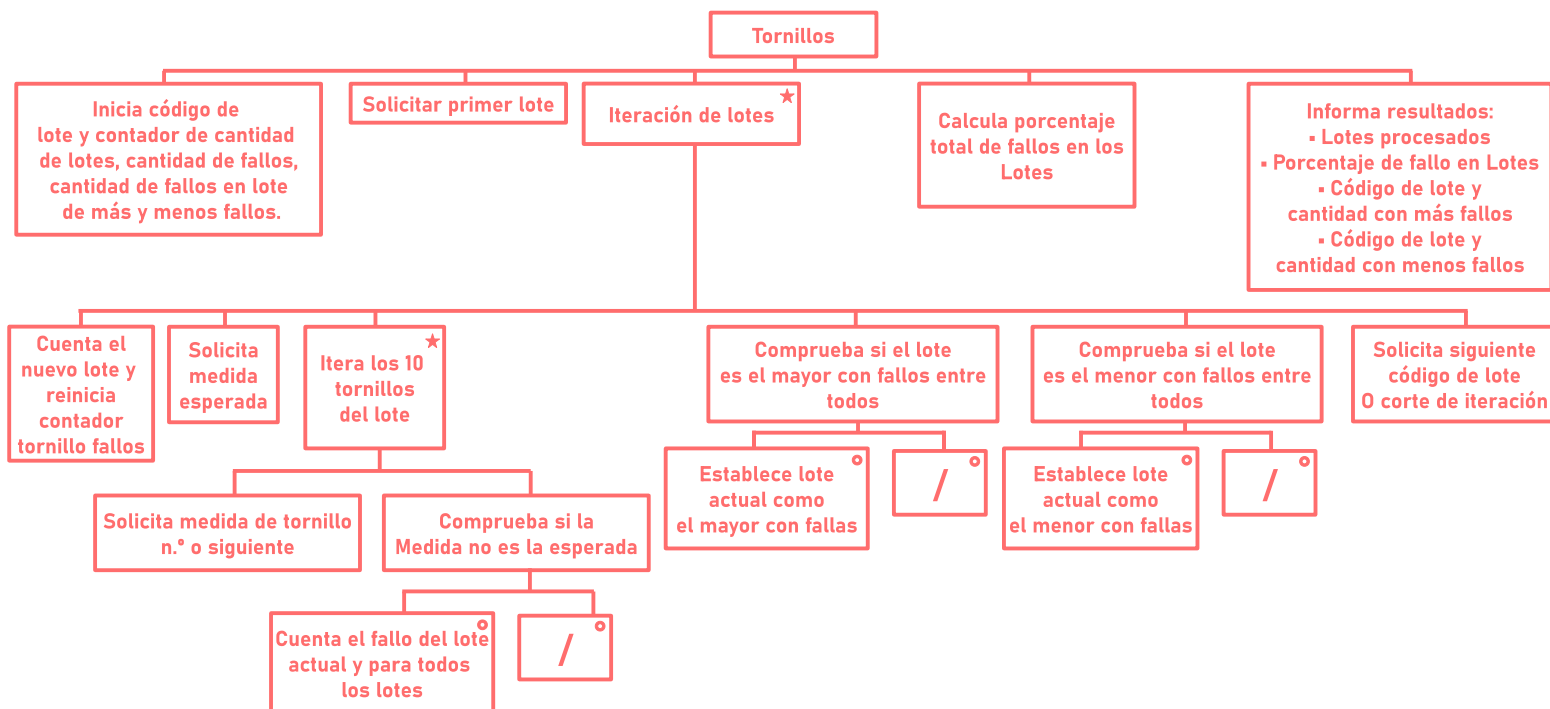 Tornillos
Inicia código de
lote y contador de cantidad
de lotes, cantidad de fallos,
cantidad de fallos en lote
de más y menos fallos.
Solicitar primer lote
Iteración de lotes
Calcula porcentaje
total de fallos en los
Lotes
Informa resultados:
▪ Lotes procesados
▪ Porcentaje de fallo en Lotes
▪ Código de lote y
cantidad con más fallos
▪ Código de lote y
cantidad con menos fallos
Cuenta el
nuevo lote y
reinicia
contador
tornillo fallos
Solicita
medida
esperada
Itera los 10
tornillos
del lote
Comprueba si el lote
es el mayor con fallos entre
todos
Comprueba si el lote
es el menor con fallos entre
todos
Solicita siguiente
código de lote
O corte de iteración
Solicita medida de tornillo
n.º o siguiente
Comprueba si la
Medida no es la esperada
Establece lote
actual como
el mayor con fallas
/
Establece lote
actual como
el menor con fallas
/
Cuenta el fallo del lote
actual y para todos
los lotes
/